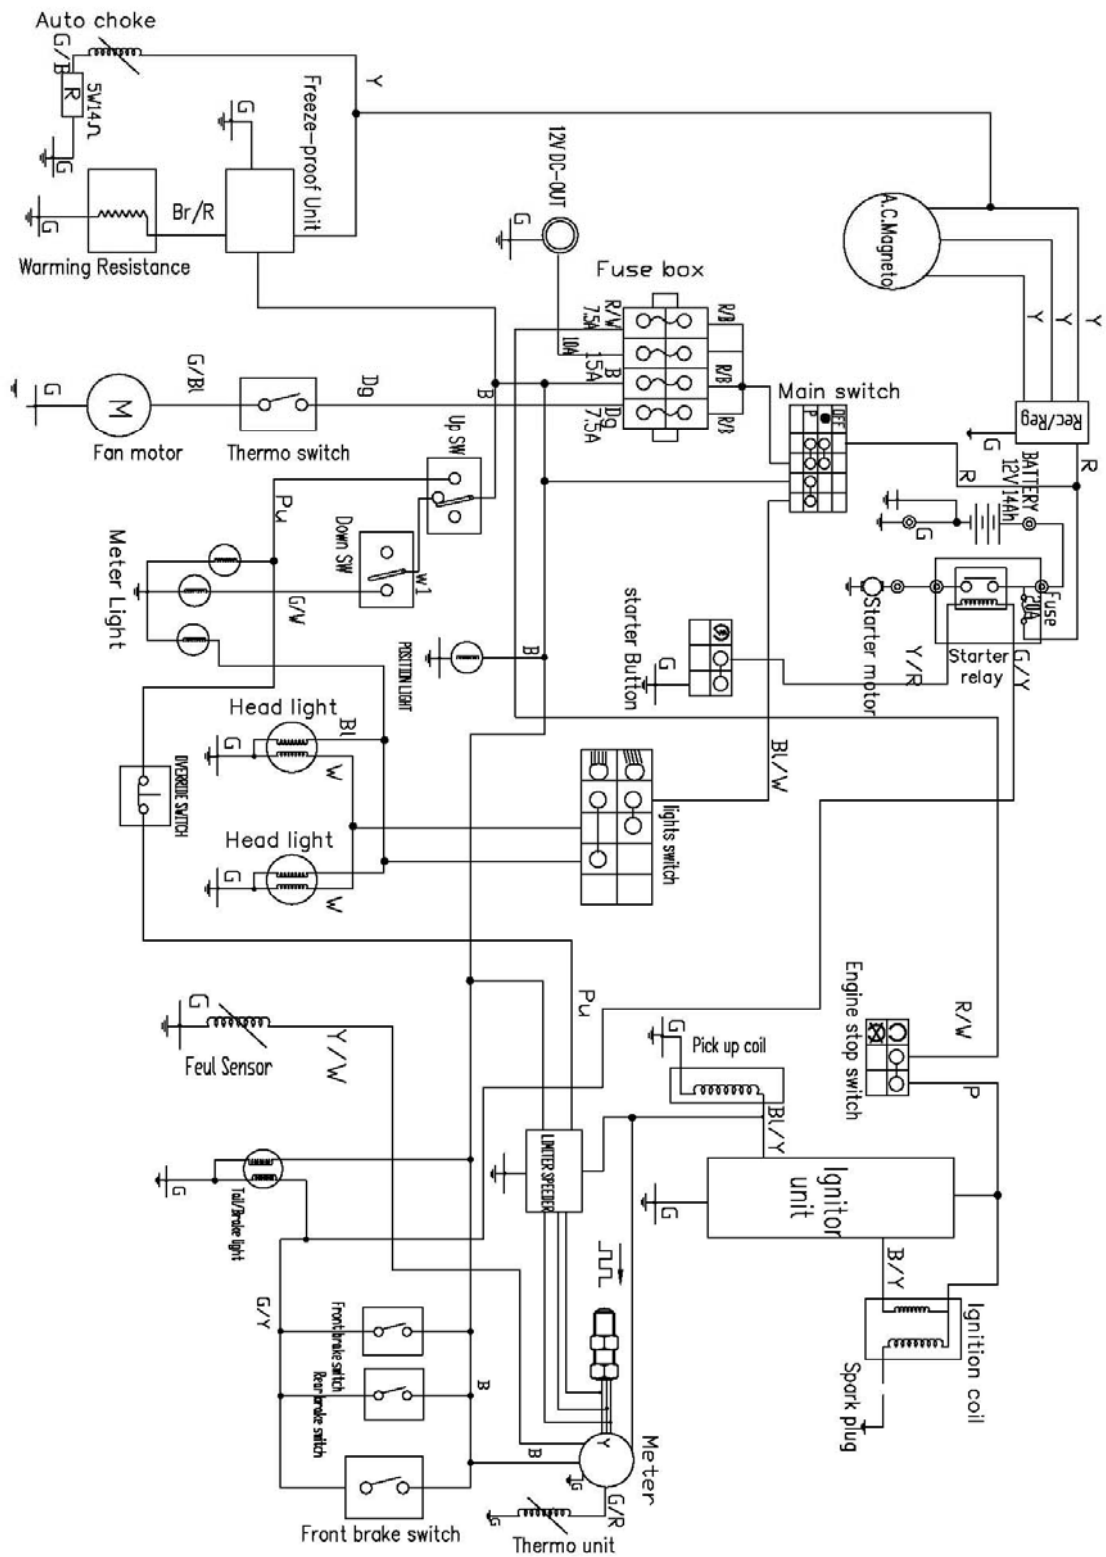 Auto choke
G/B
R
5W14Ω
G
Y
Freeze-proof Unit
G
Br/R
G
Warming Resistance
12V DC-OUT
G
A.C.Magneto
Y
Y
Y
Fuse box
R/W
7.5A
10A
15A
B
Dg
7.5A
R/B
R/B
R/B
Main switch
OFF
P
Rec/Reg
G
R
R
BATTERY
12V 14Ah
G
G
M
G/Bl
Dg
B
Fan motor
Thermo switch
Up SW
Pu
Down SW
w1
Meter Light
G/W
POSITION LIGHT
B
starter Button
G
Y/R
Starter motor
Fuse
20A
Starter
relay
G/Y
Head light
G
Bl
W
OVERRIDE SWITCH
Head light
G
W
lights switch
Bl/W
Pu
Engine stop switch
R/W
P
G
Feul Sensor
Y/W
G
Pick up coil
Bl/Y
LIMITER SPEEDER
G
Ignitor
unit
B/Y
Ignition coil
Spark plug
G
Tail/Brake light
G/Y
Front brake switch
Rear brake switch
B
Front brake switch
B
Y
Meter
G
G/R
G
Thermo unit